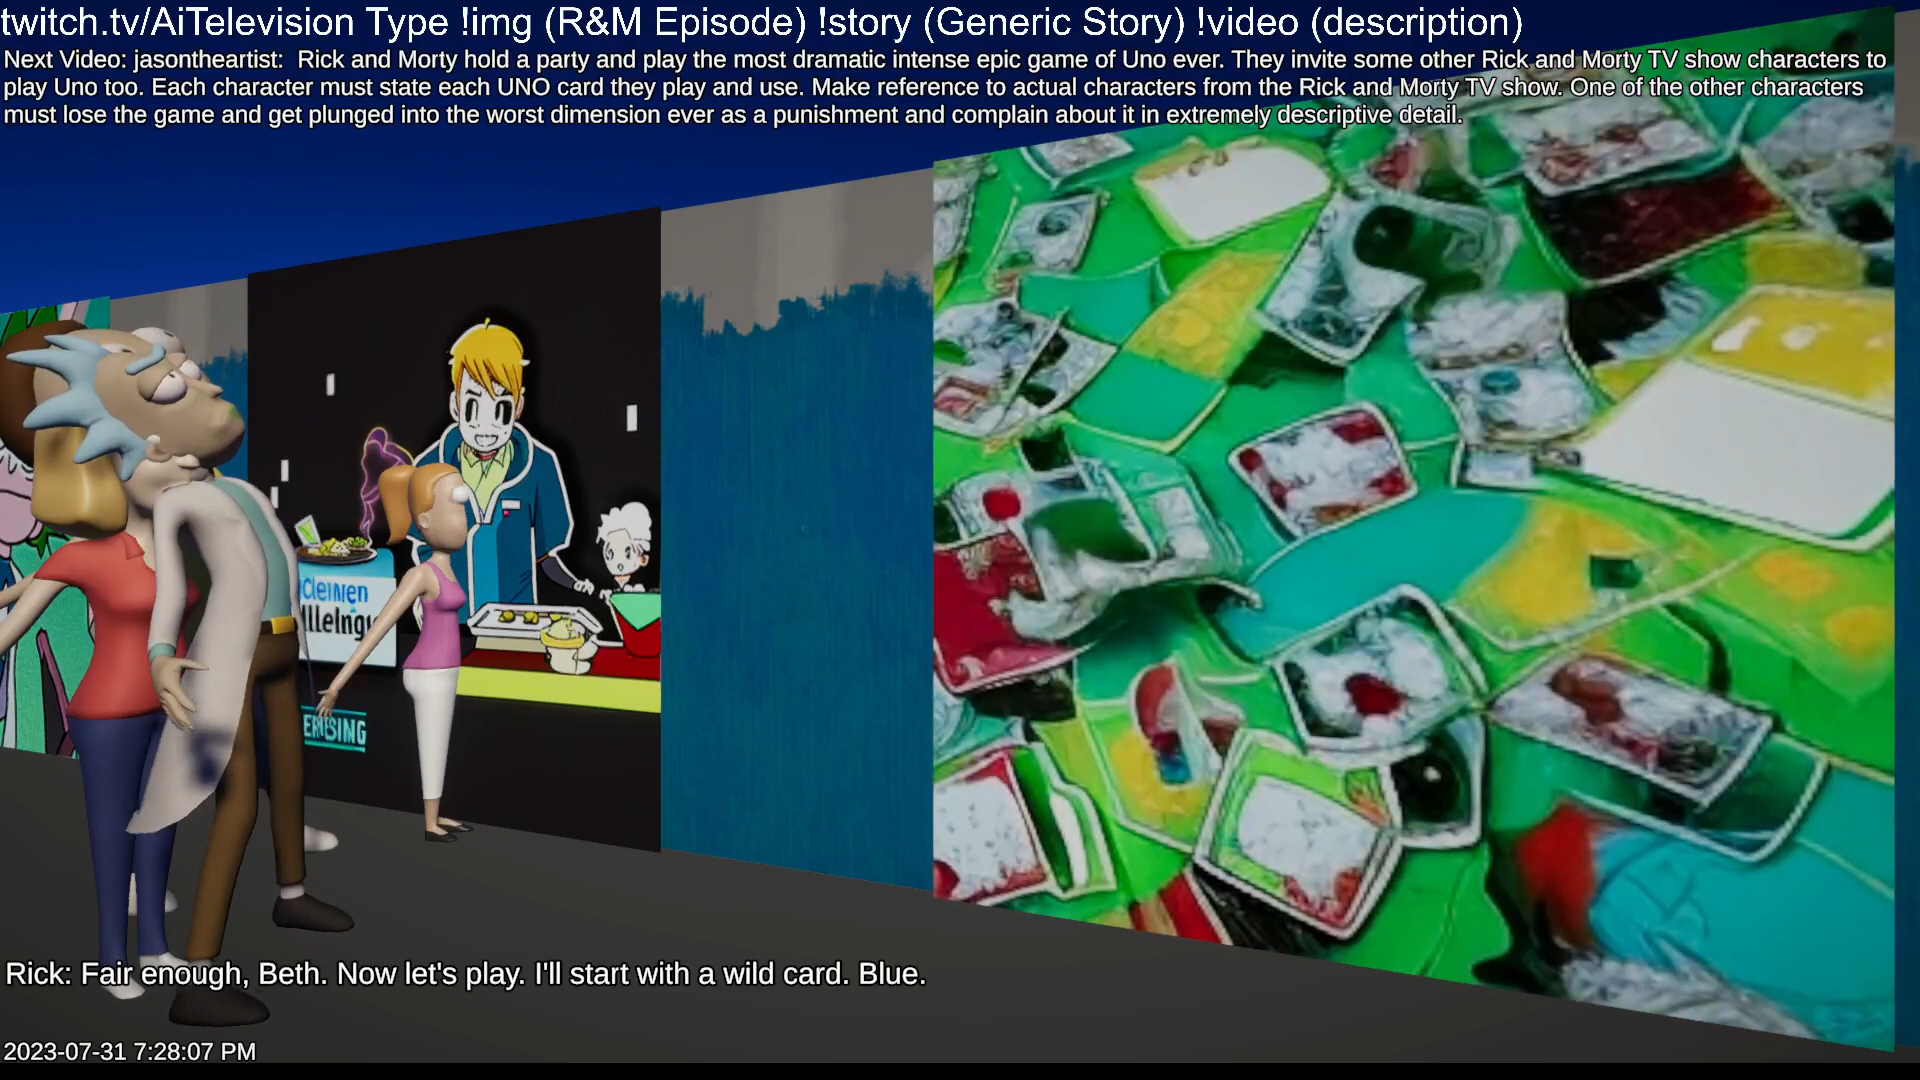 twitch.tv/AiTelevision Type !img (R&M Episode) !story (Generic Story) !video (description)
Next Video: jasontheartist:  Rick and Morty hold a party and play the most dramatic intense epic game of Uno ever. They invite some other Rick and Morty TV show characters to
play Uno too. Each character must state each UNO card they play and use. Make reference to actual characters from the Rick and Morty TV show. One of the other characters
must lose the game and get plunged into the worst dimension ever as a punishment and complain about it in extremely descriptive detail.
Rick: Fair enough, Beth. Now let's play. I'll start with a wild card. Blue.
2023-07-31 7:28:07 PM